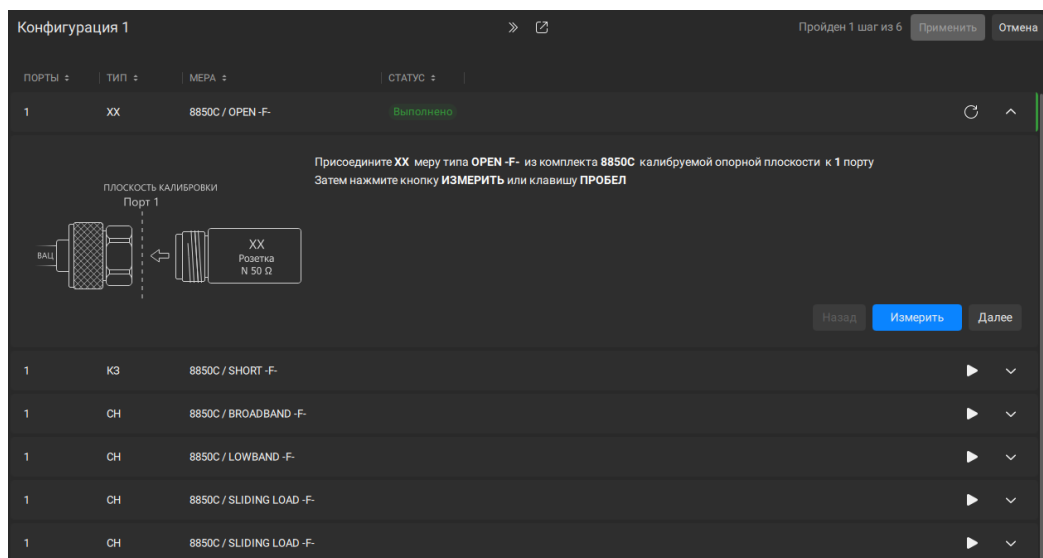 Конфигурация 1
Пройден 1 шаг из 6 Применить Отмена
ПОРТЫ ТИП МЕРА СТАТУС
1 XX 8850C / OPEN -F- Выполнено
Присоедините XX меру типа OPEN -F- из комплекта 8850C калибруемой опорной плоскости к 1 порту
Затем нажмите кнопку ИЗМЕРИТЬ или клавишу ПРОБЕЛ
ПЛОСКОСТЬ КАЛИБРОВКИ
Порт 1
ВАЦ
XX
Розетка
N 50 Ω
Назад Измерить Далее
1 КЗ 8850C / SHORT -F-
1 СН 8850C / BROADBAND -F-
1 СН 8850C / LOWBAND -F-
1 СН 8850C / SLIDING LOAD -F-
1 СН 8850C / SLIDING LOAD -F-